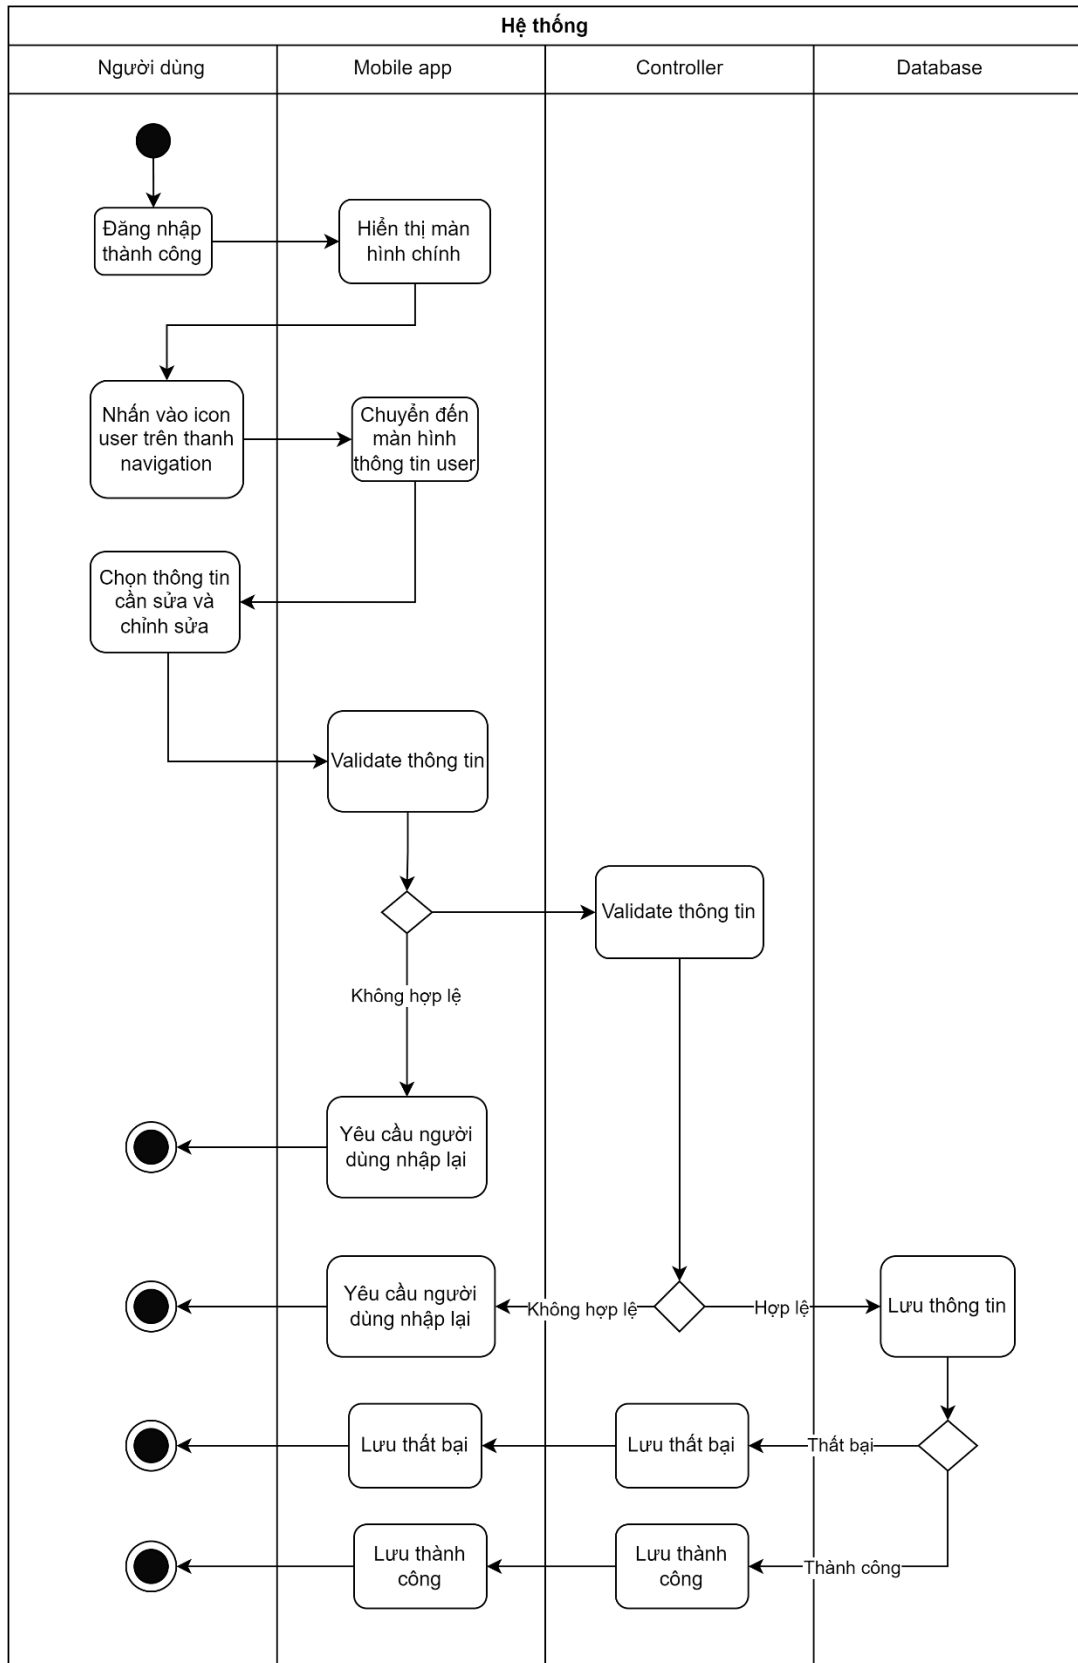 Hệ thống
Người dùng
Mobile app
Controller
Database
Đăng nhập
thành công
Hiển thị màn
hình chính
Nhấn vào icon
user trên thanh
navigation
Chuyển đến
màn hình
thông tin user
Chọn thông tin
cần sửa và
chỉnh sửa
Validate thông tin
Validate thông tin
Không hợp lệ
Yêu cầu người
dùng nhập lại
Yêu cầu người
dùng nhập lại
Không hợp lệ
Hợp lệ
Lưu thông tin
Lưu thất bại
Lưu thất bại
Thất bại
Lưu thành
công
Lưu thành
công
Thành công